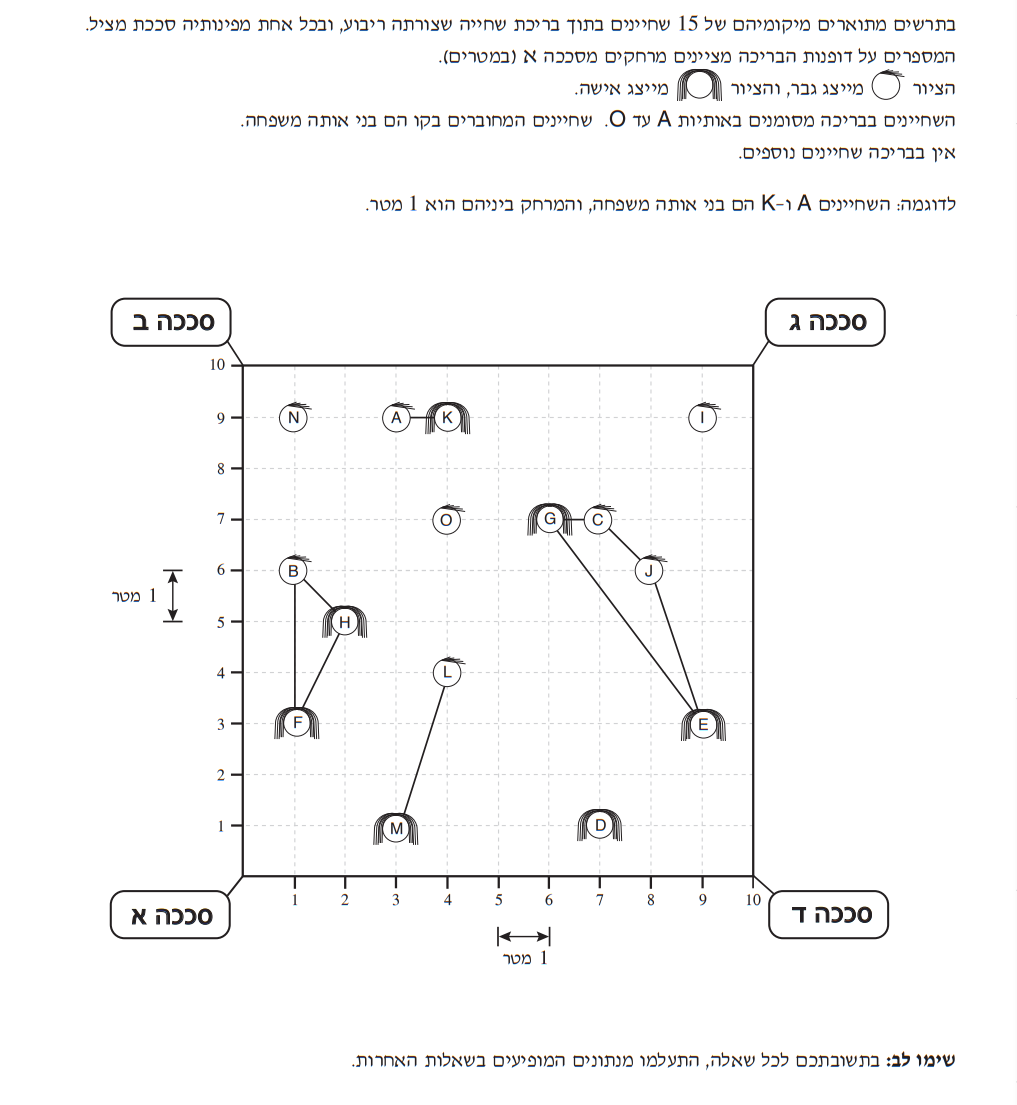 בתרשים מתוארים מיקומיהם של 15 שחיינים בתוך בריכת שחייה שצורתה ריבוע, ובכל אחת מפינותיה סככת מציל.
המספרים על דופנות הבריכה מציינים מרחקים מסככה א (במטרים).
הציור מייצג גבר, והציור מייצג אישה.
השחיינים בבריכה מסומנים באותיות A עד O. שחיינים המחוברים בקו הם בני אותה משפחה.
אין בבריכה שחיינים נוספים.
לדוגמה: השחיינים A ו-K הם בני אותה משפחה, והמרחק ביניהם הוא 1 מטר.
סככה ב
סככה ג
10
9
N
A
K
I
8
7
O
G
C
6
B
J
1 מטר
5
H
4
L
3
F
E
2
1
M
D
1 2 3 4 5 6 7 8 9 10
סככה א
סככה ד
1 מטר
שימו לב: בתשובתכם לכל שאלה, התעלמו מנתונים המופיעים בשאלות האחרות.